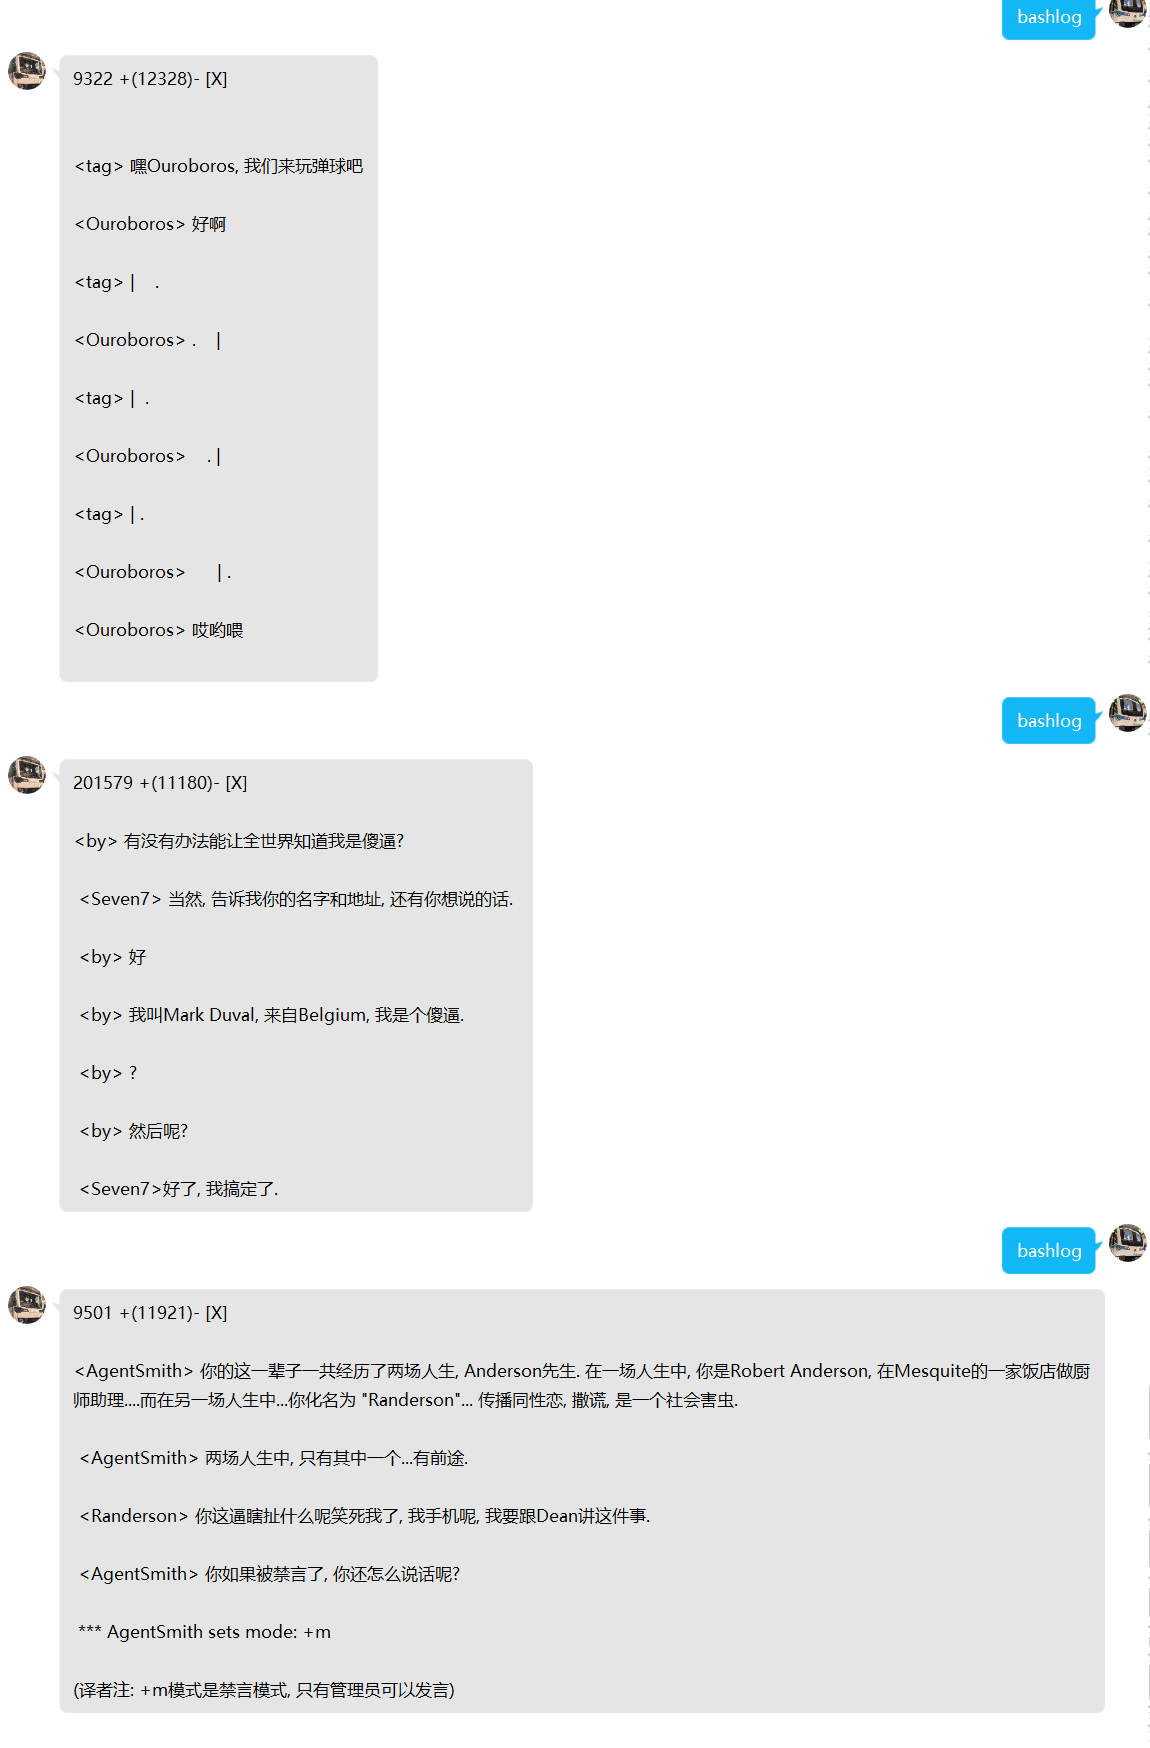 bashlog
9322 +(12328)- [X]
<tag> 嘿Ouroboros, 我们来玩弹球吧
<Ouroboros> 好啊
<tag> |    .
<Ouroboros> .    |
<tag> |  .
<Ouroboros>    . |
<tag> | .
<Ouroboros>      | .
<Ouroboros> 哎哟喂
bashlog
201579 +(11180)- [X]
<by> 有没有办法能让全世界知道我是傻逼?
<Seven7> 当然, 告诉我你的名字和地址, 还有你想说的话.
<by> 好
<by> 我叫Mark Duval, 来自Belgium, 我是个傻逼.
<by> ?
<by> 然后呢?
<Seven7>好了, 我搞定了.
bashlog
9501 +(11921)- [X]
<AgentSmith> 你的这一辈子一共经历了两场人生, Anderson先生. 在一场人生中, 你是Robert Anderson, 在Mesquite的一家饭店做厨
师助理....而在另一场人生中...你化名为 "Randerson"... 传播同性恋, 撒谎, 是一个社会害虫.
<AgentSmith> 两场人生中, 只有其中一个...有前途.
<Randerson> 你这逼瞎扯什么呢笑死我了, 我手机呢, 我要跟Dean讲这件事.
<AgentSmith> 你如果被禁言了, 你还怎么说话呢?
*** AgentSmith sets mode: +m
(译者注: +m模式是禁言模式, 只有管理员可以发言)